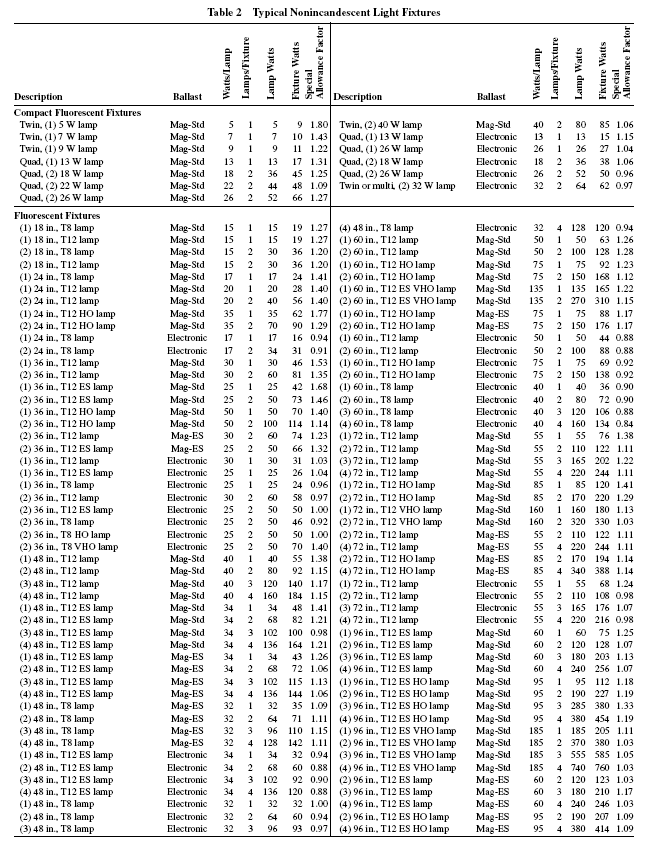 Table 2 Typical Nonincandescent Light Fixtures
Description Ballast Watts/Lamp Lamps/Fixture Lamp Watts Fixture Watts Special Allowance Factor Description Ballast Watts/Lamp Lamps/Fixture Lamp Watts Fixture Watts Special Allowance Factor
Compact Fluorescent Fixtures
Twin, (1) 5 W lamp Mag-Std 5 1 5 9 1.80 Twin, (2) 40 W lamp Mag-Std 40 2 80 85 1.06
Twin, (1) 7 W lamp Mag-Std 7 1 7 10 1.43 Quad, (1) 13 W lamp Electronic 13 1 13 15 1.15
Twin, (1) 9 W lamp Mag-Std 9 1 9 11 1.22 Quad, (1) 26 W lamp Electronic 26 1 26 27 1.04
Quad, (1) 13 W lamp Mag-Std 13 1 13 17 1.31 Quad, (2) 18 W lamp Electronic 18 2 36 38 1.06
Quad, (2) 18 W lamp Mag-Std 18 2 36 45 1.25 Quad, (2) 26 W lamp Electronic 26 2 52 50 0.96
Quad, (2) 22 W lamp Mag-Std 22 2 44 48 1.09 Twin or multi, (2) 32 W lamp Electronic 32 2 64 62 0.97
Quad, (2) 26 W lamp Mag-Std 26 2 52 66 1.27
Fluorescent Fixtures
(1) 18 in., T8 lamp Mag-Std 15 1 15 19 1.27 (4) 48 in., T8 lamp Electronic 32 4 128 120 0.94
(1) 18 in., T12 lamp Mag-Std 15 1 15 19 1.27 (1) 60 in., T12 lamp Mag-Std 50 1 50 63 1.26
(2) 18 in., T8 lamp Mag-Std 15 2 30 36 1.20 (2) 60 in., T12 lamp Mag-Std 50 2 100 128 1.28
(2) 18 in., T12 lamp Mag-Std 15 2 30 36 1.20 (1) 60 in., T12 HO lamp Mag-Std 75 1 75 92 1.23
(1) 24 in., T8 lamp Mag-Std 17 1 17 24 1.41 (2) 60 in., T12 HO lamp Mag-Std 75 2 150 168 1.12
(1) 24 in., T12 lamp Mag-Std 20 1 20 28 1.40 (1) 60 in., T12 ES VHO lamp Mag-Std 135 1 135 165 1.22
(2) 24 in., T12 lamp Mag-Std 20 2 40 56 1.40 (2) 60 in., T12 ES VHO lamp Mag-Std 135 2 270 310 1.15
(1) 24 in., T12 HO lamp Mag-Std 35 1 35 62 1.77 (1) 60 in., T12 HO lamp Mag-ES 75 1 75 88 1.17
(2) 24 in., T12 HO lamp Mag-Std 35 2 70 90 1.29 (2) 60 in., T12 HO lamp Mag-ES 75 2 150 176 1.17
(1) 24 in., T8 lamp Electronic 17 1 17 16 0.94 (1) 60 in., T12 lamp Electronic 50 1 50 44 0.88
(2) 24 in., T8 lamp Electronic 17 2 34 31 0.91 (2) 60 in., T12 lamp Electronic 50 2 100 88 0.88
(1) 36 in., T12 lamp Mag-Std 30 1 30 46 1.53 (1) 60 in., T12 HO lamp Electronic 75 1 75 69 0.92
(2) 36 in., T12 lamp Mag-Std 30 2 60 81 1.35 (2) 60 in., T12 HO lamp Electronic 75 2 150 138 0.92
(1) 36 in., T12 ES lamp Mag-Std 25 1 25 42 1.68 (1) 60 in., T8 lamp Electronic 40 1 40 36 0.90
(2) 36 in., T12 ES lamp Mag-Std 25 2 50 73 1.46 (2) 60 in., T8 lamp Electronic 40 2 80 72 0.90
(1) 36 in., T12 HO lamp Mag-Std 50 1 50 70 1.40 (3) 60 in., T8 lamp Electronic 40 3 120 106 0.88
(2) 36 in., T12 HO lamp Mag-Std 50 2 100 114 1.14 (4) 60 in., T8 lamp Electronic 40 4 160 134 0.84
(2) 36 in., T12 lamp Mag-ES 30 2 60 74 1.23 (1) 72 in., T12 lamp Mag-Std 55 1 55 76 1.38
(2) 36 in., T12 ES lamp Mag-ES 25 2 50 66 1.32 (2) 72 in., T12 lamp Mag-Std 55 2 110 122 1.11
(1) 36 in., T12 lamp Electronic 30 1 30 31 1.03 (3) 72 in., T12 lamp Mag-Std 55 3 165 202 1.22
(1) 36 in., T12 ES lamp Electronic 25 1 25 26 1.04 (4) 72 in., T12 lamp Mag-Std 55 4 220 244 1.11
(1) 36 in., T8 lamp Electronic 25 1 25 24 0.96 (1) 72 in., T12 HO lamp Mag-Std 85 1 85 120 1.41
(2) 36 in., T12 lamp Electronic 30 2 60 58 0.97 (2) 72 in., T12 HO lamp Mag-Std 85 2 170 220 1.29
(2) 36 in., T12 ES lamp Electronic 25 2 50 50 1.00 (1) 72 in., T12 VHO lamp Mag-Std 160 1 160 180 1.13
(2) 36 in., T8 lamp Electronic 25 2 50 46 0.92 (2) 72 in., T12 VHO lamp Mag-Std 160 2 320 330 1.03
(2) 36 in., T8 HO lamp Electronic 25 2 50 50 1.00 (2) 72 in., T12 lamp Mag-ES 55 2 110 122 1.11
(2) 36 in., T8 VHO lamp Electronic 25 2 50 70 1.40 (4) 72 in., T12 lamp Mag-ES 55 4 220 244 1.11
(1) 48 in., T12 lamp Mag-Std 40 1 40 55 1.38 (2) 72 in., T12 HO lamp Mag-ES 85 2 170 194 1.14
(2) 48 in., T12 lamp Mag-Std 40 2 80 92 1.15 (4) 72 in., T12 HO lamp Mag-ES 85 4 340 388 1.14
(3) 48 in., T12 lamp Mag-Std 40 3 120 140 1.17 (1) 72 in., T12 lamp Electronic 55 1 55 68 1.24
(4) 48 in., T12 lamp Mag-Std 40 4 160 184 1.15 (2) 72 in., T12 lamp Electronic 55 2 110 108 0.98
(1) 48 in., T12 ES lamp Mag-Std 34 1 34 48 1.41 (3) 72 in., T12 lamp Electronic 55 3 165 176 1.07
(2) 48 in., T12 ES lamp Mag-Std 34 2 68 82 1.21 (4) 72 in., T12 lamp Electronic 55 4 220 216 0.98
(3) 48 in., T12 ES lamp Mag-Std 34 3 102 100 0.98 (1) 96 in., T12 ES lamp Mag-Std 60 1 60 75 1.25
(4) 48 in., T12 ES lamp Mag-Std 34 4 136 164 1.21 (2) 96 in., T12 ES lamp Mag-Std 60 2 120 128 1.07
(1) 48 in., T12 ES lamp Mag-ES 34 1 34 43 1.26 (3) 96 in., T12 ES lamp Mag-Std 60 3 180 203 1.13
(2) 48 in., T12 ES lamp Mag-ES 34 2 68 72 1.06 (4) 96 in., T12 ES lamp Mag-Std 60 4 240 256 1.07
(3) 48 in., T12 ES lamp Mag-ES 34 3 102 115 1.13 (1) 96 in., T12 ES HO lamp Mag-Std 95 1 95 112 1.18
(4) 48 in., T12 ES lamp Mag-ES 34 4 136 144 1.06 (2) 96 in., T12 ES HO lamp Mag-Std 95 2 190 227 1.19
(1) 48 in., T8 lamp Mag-ES 32 1 32 35 1.09 (3) 96 in., T12 ES HO lamp Mag-Std 95 3 285 380 1.33
(2) 48 in., T8 lamp Mag-ES 32 2 64 71 1.11 (4) 96 in., T12 ES HO lamp Mag-Std 95 4 380 454 1.19
(3) 48 in., T8 lamp Mag-ES 32 3 96 110 1.15 (1) 96 in., T12 ES VHO lamp Mag-Std 185 1 185 205 1.11
(4) 48 in., T8 lamp Mag-ES 32 4 128 142 1.11 (2) 96 in., T12 ES VHO lamp Mag-Std 185 2 370 380 1.03
(1) 48 in., T12 ES lamp Electronic 34 1 34 32 0.94 (3) 96 in., T12 ES VHO lamp Mag-Std 185 3 555 585 1.05
(2) 48 in., T12 ES lamp Electronic 34 2 68 60 0.88 (4) 96 in., T12 ES VHO lamp Mag-Std 185 4 740 760 1.03
(3) 48 in., T12 ES lamp Electronic 34 3 102 92 0.90 (2) 96 in., T12 ES lamp Mag-ES 60 2 120 123 1.03
(4) 48 in., T12 ES lamp Electronic 34 4 136 120 0.88 (3) 96 in., T12 ES lamp Mag-ES 60 3 180 210 1.17
(1) 48 in., T8 lamp Electronic 32 1 32 32 1.00 (4) 96 in., T12 ES lamp Mag-ES 60 4 240 246 1.03
(2) 48 in., T8 lamp Electronic 32 2 64 60 0.94 (2) 96 in., T12 ES HO lamp Mag-ES 95 2 190 207 1.09
(3) 48 in., T8 lamp Electronic 32 3 96 93 0.97 (4) 96 in., T12 ES HO lamp Mag-ES 95 4 380 414 1.09